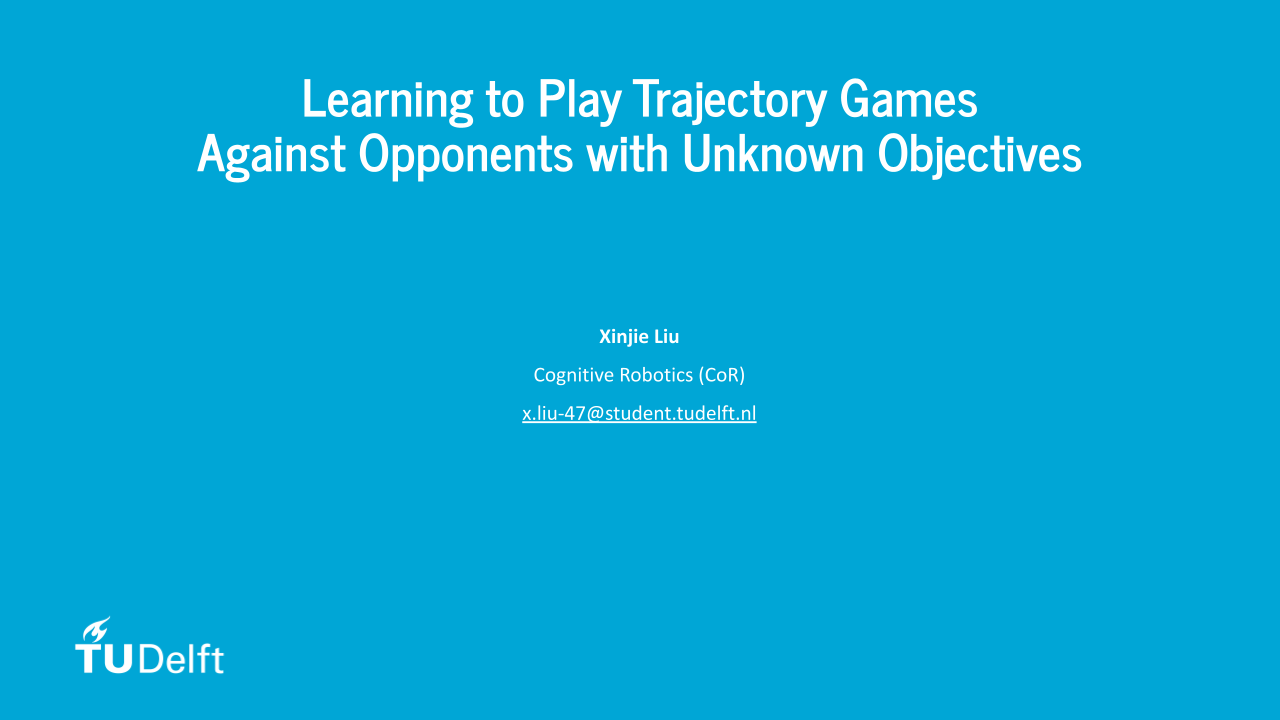 Learning to Play Trajectory Games
Against Opponents with Unknown Objectives
Xinjie Liu
Cognitive Robotics (CoR)
x.liu-47@student.tudelft.nl
TUDelft